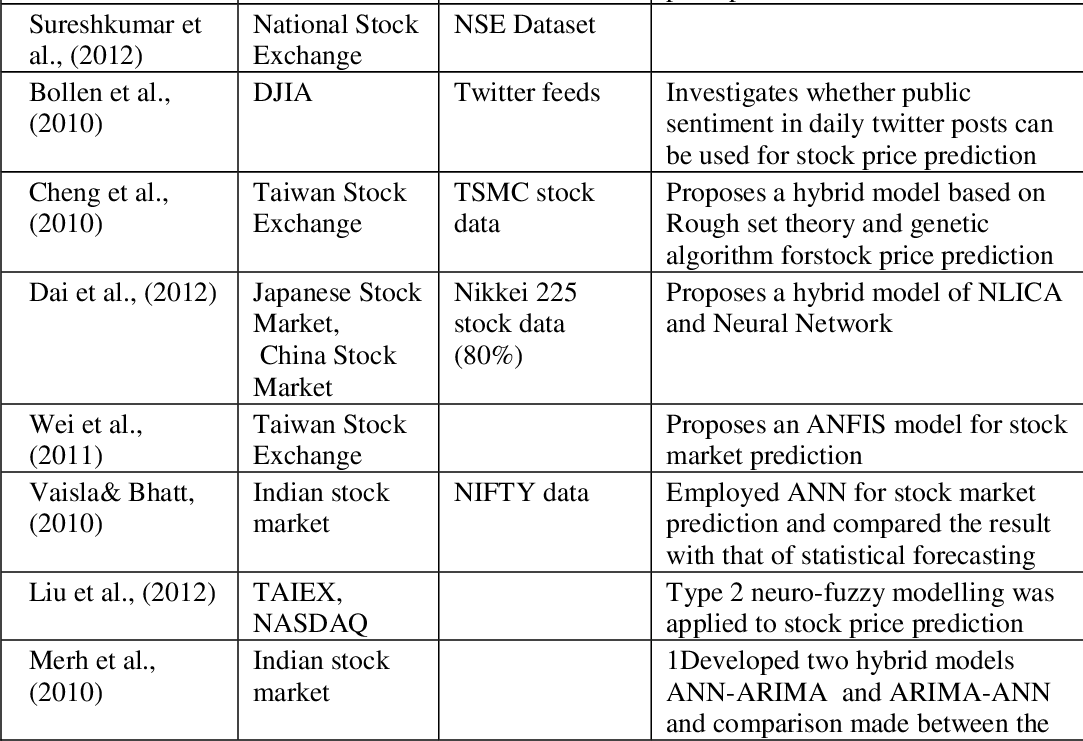 Sureshkumar et
al., (2012)
National Stock
Exchange
NSE Dataset
Bollen et al.,
(2010)
DJIA
Twitter feeds
Investigates whether public
sentiment in daily twitter posts can
be used for stock price prediction
Cheng et al.,
(2010)
Taiwan Stock
Exchange
TSMC stock
data
Proposes a hybrid model based on
Rough set theory and genetic
algorithm forstock price prediction
Dai et al., (2012)
Japanese Stock
Market,
China Stock
Market
Nikkei 225
stock data
(80%)
Proposes a hybrid model of NLICA
and Neural Network
Wei et al.,
(2011)
Taiwan Stock
Exchange
Proposes an ANFIS model for stock
market prediction
Vaisla& Bhatt,
(2010)
Indian stock
market
NIFTY data
Employed ANN for stock market
prediction and compared the result
with that of statistical forecasting
Liu et al., (2012)
TAIEX,
NASDAQ
Type 2 neuro-fuzzy modelling was
applied to stock price prediction
Merh et al.,
(2010)
Indian stock
market
1Developed two hybrid models
ANN-ARIMA  and ARIMA-ANN
and comparison made between the